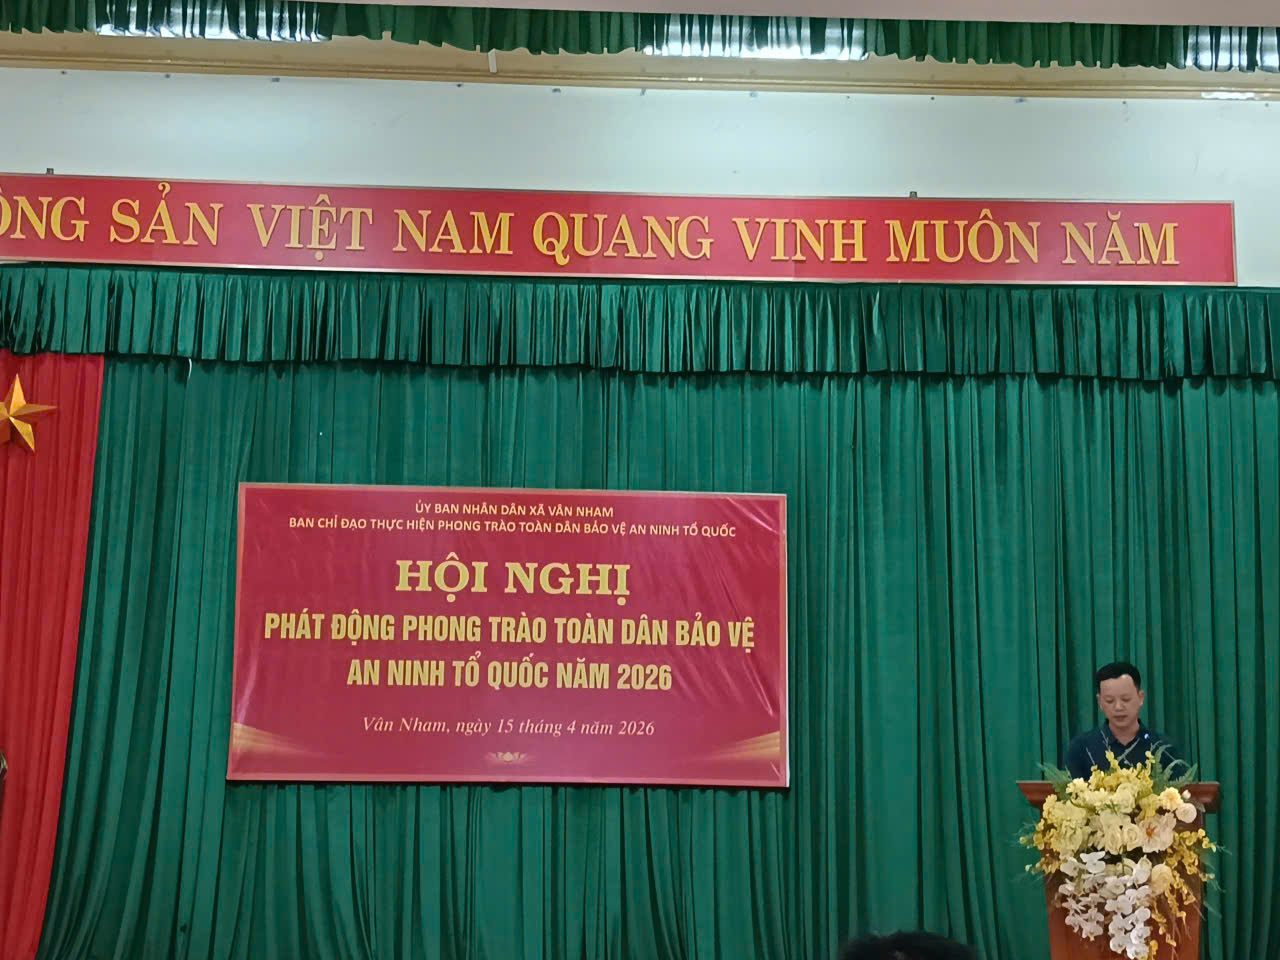 ÔNG SẢN VIỆT NAM QUANG VINH MUÔN NĂM
ỦY BAN NHÂN DÂN XÃ VÂN NHAM
BAN CHỈ ĐẠO THỰC HIỆN PHONG TRÀO TOÀN DÂN BẢO VỆ AN NINH TỔ QUỐC
HỘI NGHỊ
PHÁT ĐỘNG PHONG TRÀO TOÀN DÂN BẢO VỆ
AN NINH TỔ QUỐC NĂM 2026
Vân Nham, ngày 15 tháng 4 năm 2026